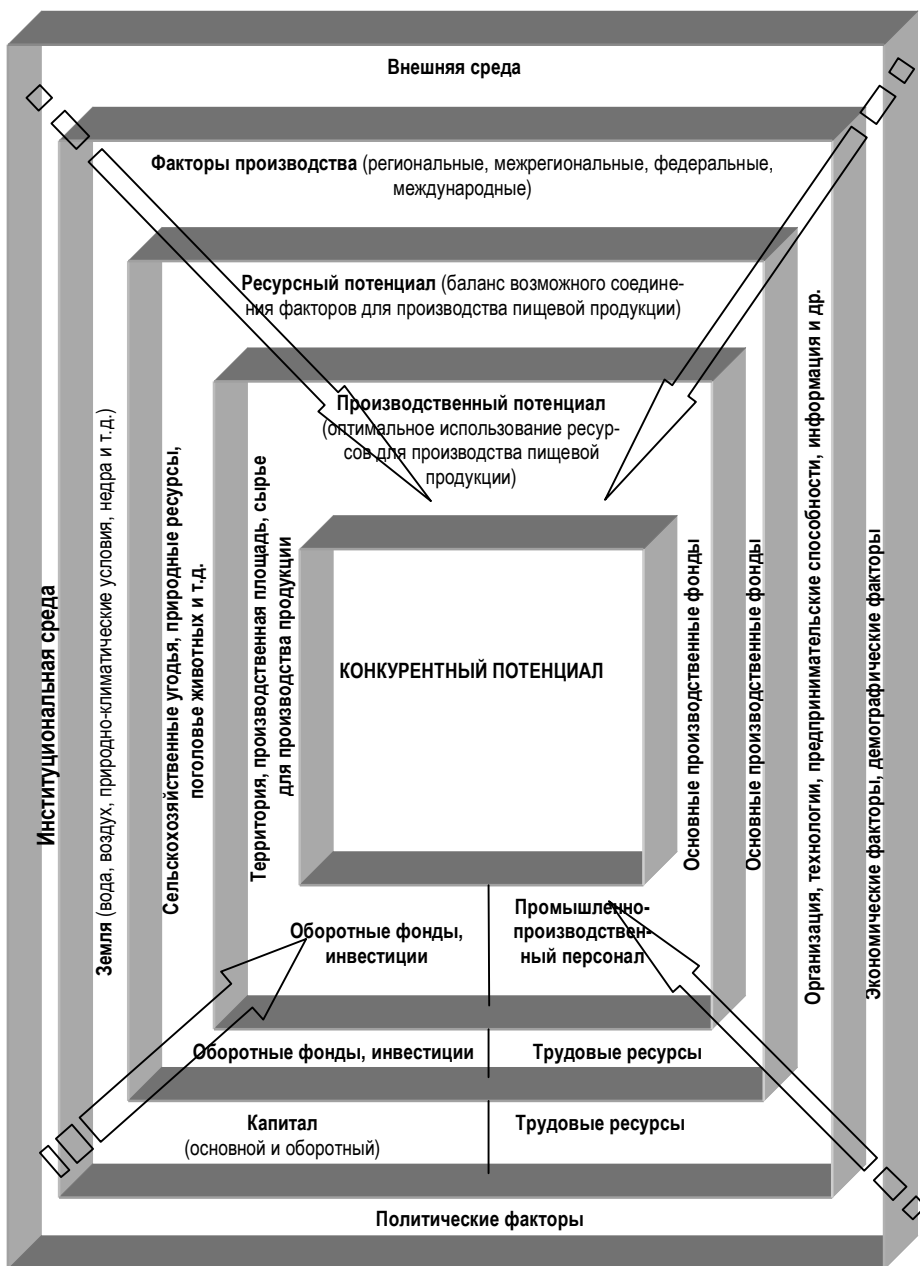 Внешняя среда
Факторы производства (региональные, межрегиональные, федеральные,
международные)
Ресурсный потенциал (баланс возможного соедине-
ния факторов для производства пищевой продукции)
Производственный потенциал
(оптимальное использование ресур-
сов для производства пищевой
продукции)
Институциональная среда
Земля (вода, воздух, природно-климатические условия, недра и т.д.)
Сельскохозяйственные угодья, природные ресурсы,
поголовье животных и т.д.
Территория, производственная площадь, сырье
для производства продукции
КОНКУРЕНТНЫЙ ПОТЕНЦИАЛ
Основные производственные фонды
Основные производственные фонды
Организация, технологии, предпринимательские способности, информация и др.
Экономические факторы, демографические факторы
Оборотные фонды,
инвестиции
Промышленно-
производствен-
ный персонал
Оборотные фонды, инвестиции
Трудовые ресурсы
Капитал
(основной и оборотный)
Трудовые ресурсы
Политические факторы